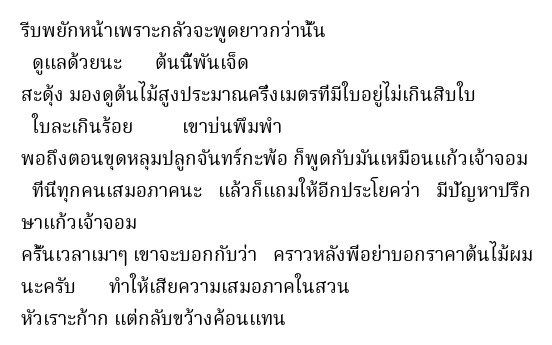 รีบพยักหน้าเพราะกลัวจะพูดยาวกว่านั้น
ดูแลด้วยนะ ต้นนี้พันเจ็ด
สะดุ้ง มองดูต้นไม้สูงประมาณครึ่งเมตรที่มีใบอยู่ไม่เกินสิบใบ
ใบละเกินร้อย เขาบ่นพึมพำ
พอถึงตอนขุดหลุมปลูกจันทร์กะพ้อ ก็พูดกับมันเหมือนแก้วเจ้าจอม
ที่นี่ทุกคนเสมอภาคนะ แล้วก็แถมให้อีกประโยคว่า มีปัญหาปรึก
ษาแก้วเจ้าจอม
ครั้นเวลาเมาๆ เขาจะบอกกับว่า คราวหลังพี่อย่าบอกราคาต้นไม้ผม
นะครับ ทำให้เสียความเสมอภาคในสวน
หัวเราะก้าก แต่กลับขว้างค้อนแทน